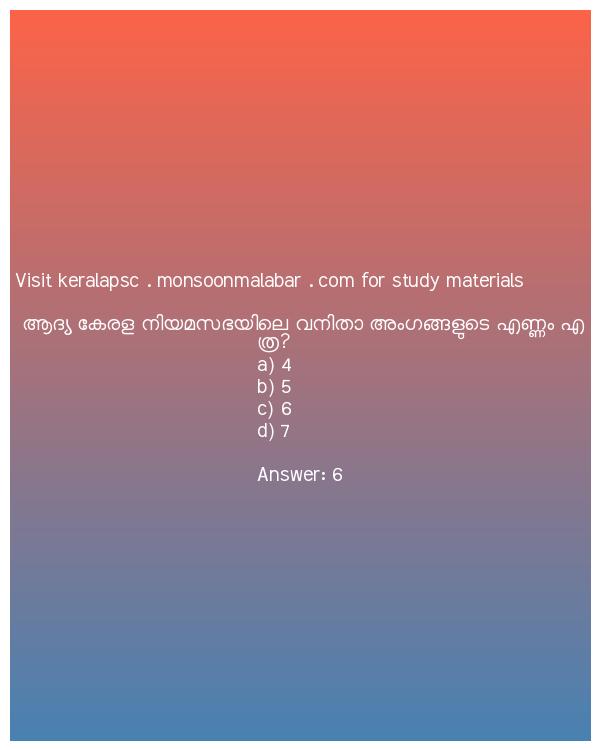 Visit keralapsc . monsoonmalabar . com for study materials
ആദ്യ കേരള നിയമസഭയിലെ വനിതാ അംഗങ്ങളുടെ എണ്ണം എ
ത്ര?
a) 4
b) 5
c) 6
d) 7
Answer: 6